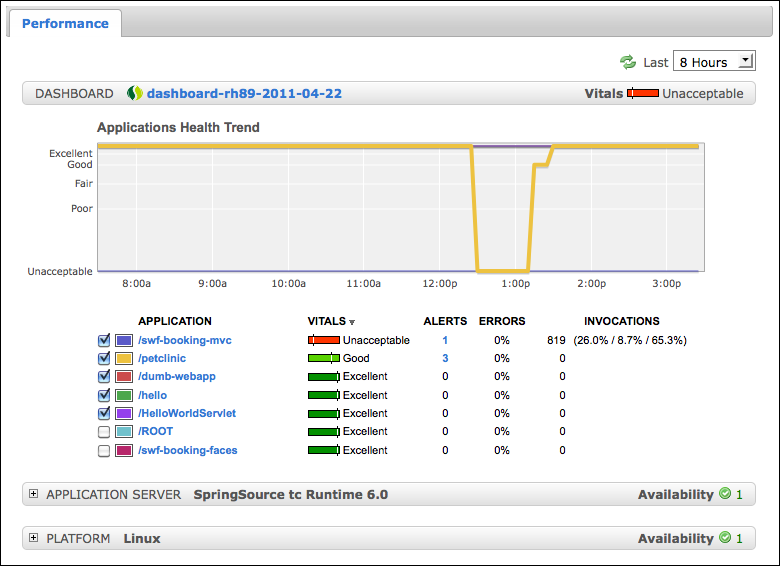 Performance
Last 8 Hours
DASHBOARD dashboard-rh89-2011-04-22 Vitals Unacceptable
Applications Health Trend
Excellent
Good
Fair
Poor
Unacceptable
8:00a 9:00a 10:00a 11:00a 12:00p 1:00p 2:00p 3:00p
APPLICATION VITALS ALERTS ERRORS INVOCATIONS
/swf-booking-mvc Unacceptable 1 0% 819 (26.0% / 8.7% / 65.3%)
/petclinic Good 3 0% 0
/dumb-webapp Excellent 0 0% 0
/hello Excellent 0 0% 0
/HelloWorldServlet Excellent 0 0% 0
/ROOT Excellent 0 0% 0
/swf-booking-faces Excellent 0 0% 0
APPLICATION SERVER SpringSource tc Runtime 6.0 Availability 1
PLATFORM Linux Availability 1